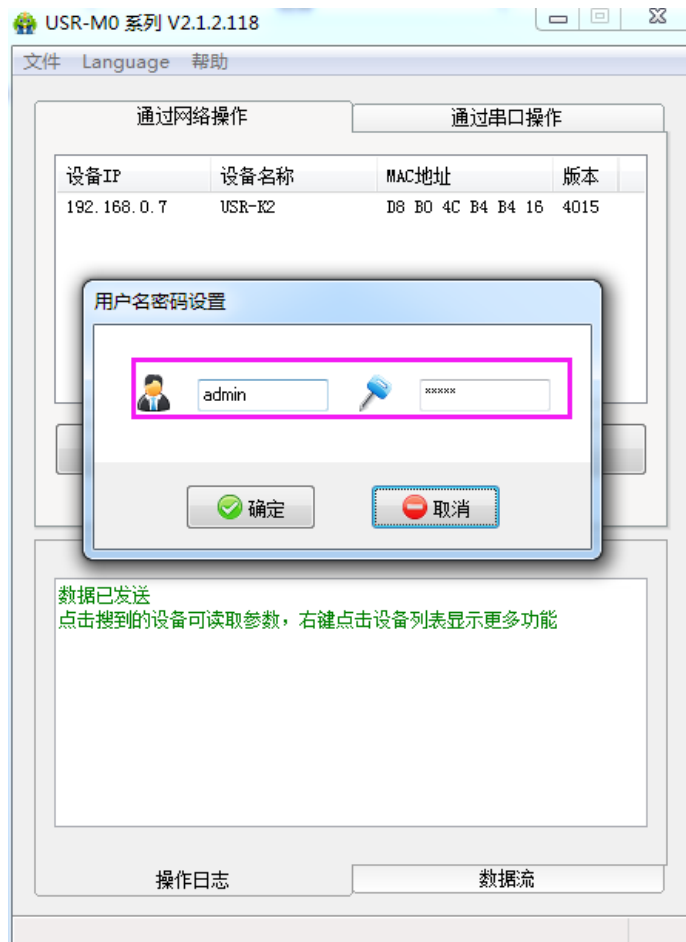 USR-M0 系列 V2.1.2.118
文件 Language 帮助
通过网络操作 通过串口操作
设备IP 设备名称 MAC地址 版本
192.168.0.7 USR-K2 D8 B0 4C B4 B4 16 4015
用户名密码设置
admin *****
确定 取消
数据已发送
点击搜到的设备可读取参数，右键点击设备列表显示更多功能
操作日志 数据流